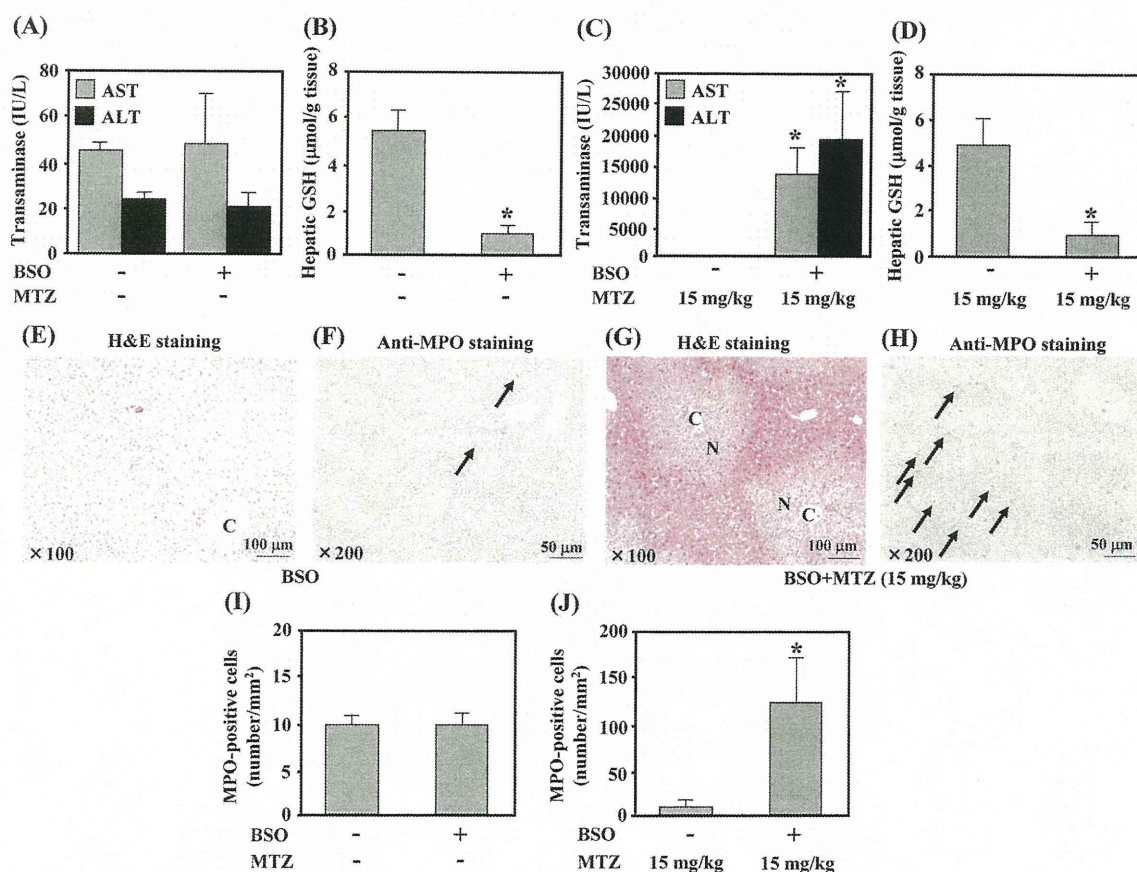 (A) (B) (C) (D)
Transaminase (IU/L)
80
60
40
20
0
AST
ALT
Hepatic GSH (μmol/g tissue)
8
6
4
2
0
*
Transaminase (IU/L)
30000
25000
20000
15000
10000
5000
0
AST
ALT
* *
Hepatic GSH (μmol/g tissue)
8
6
4
2
0
*
BSO - + - + BSO - + - +
MTZ - - - - MTZ 15 mg/kg 15 mg/kg 15 mg/kg 15 mg/kg
(E) H&E staining (F) Anti-MPO staining (G) H&E staining (H) Anti-MPO staining
C
×100
100 μm
×200
50 μm
C
N
N
C
×100
100 μm
×200
50 μm
BSO
BSO+MTZ (15 mg/kg)
(I) (J)
MPO-positive cells
(number/mm²)
20
15
10
5
0
MPO-positive cells
(number/mm²)
200
150
100
50
0
*
BSO - + BSO - +
MTZ - - MTZ 15 mg/kg 15 mg/kg